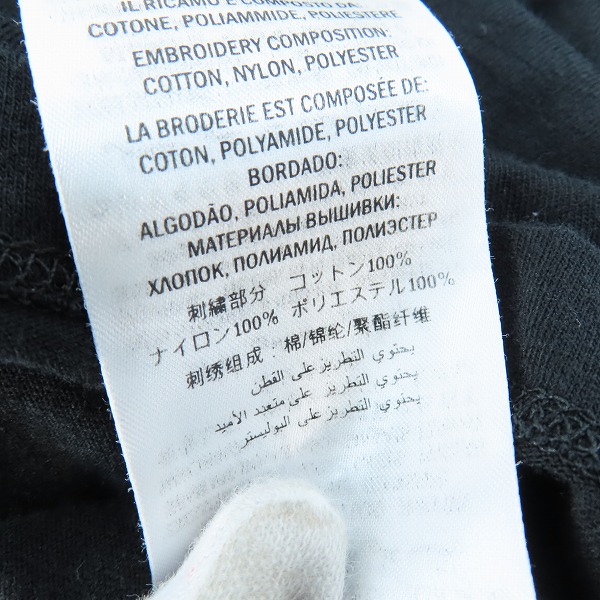 IL RICAMO È COMPOSTO DA:
COTONE, POLIAMMIDE, POLIESTERE
EMBROIDERY COMPOSITION:
COTTON, NYLON, POLYESTER
LA BRODERIE EST COMPOSÉE DE:
COTON, POLYAMIDE, POLYESTER
BORDADO:
ALGODÃO, POLIAMIDA, POLIESTER
МАТЕРИАЛЫ ВЫШИВКИ:
ХЛОПОК, ПОЛИАМИД, ПОЛИЭСТЕР
刺繍部分 コットン100%
ナイロン100% ポリエステル100%
刺绣组成：棉/锦纶/聚酯纤维
يحتوي التطريز على القطن
يحتوي التطريز على متعدد الأميد
يحتوي التطريز على البوليستر